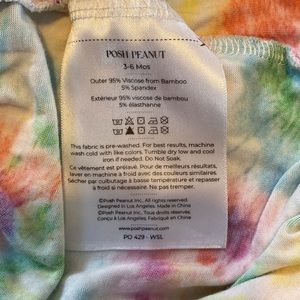 POSH PEANUT
3-6 Mos
Outer 95% Viscose from Bamboo
5% Spandex
Extérieur 95% viscose de bambou
5% élasthanne
This fabric is pre-washed. For best results, machine
wash cold with like colors. Tumble dry low and cool
iron if needed. Do Not Soak.
Ce vêtement est prélavé. Pour de meilleurs résultats,
laver en machine à froid avec des couleurs similaires.
Sécher par culbutage à basse température et repasser
à froid si nécessaire. Ne pas tremper.
©Posh Peanut Inc. All rights reserved.
Designed in Los Angeles, Made in China
©Posh Peanut Inc. Tous droits réservés.
Conçu à Los Angeles, Fabriqué en Chine
www.poshpeanut.com
PO 429 - WSL